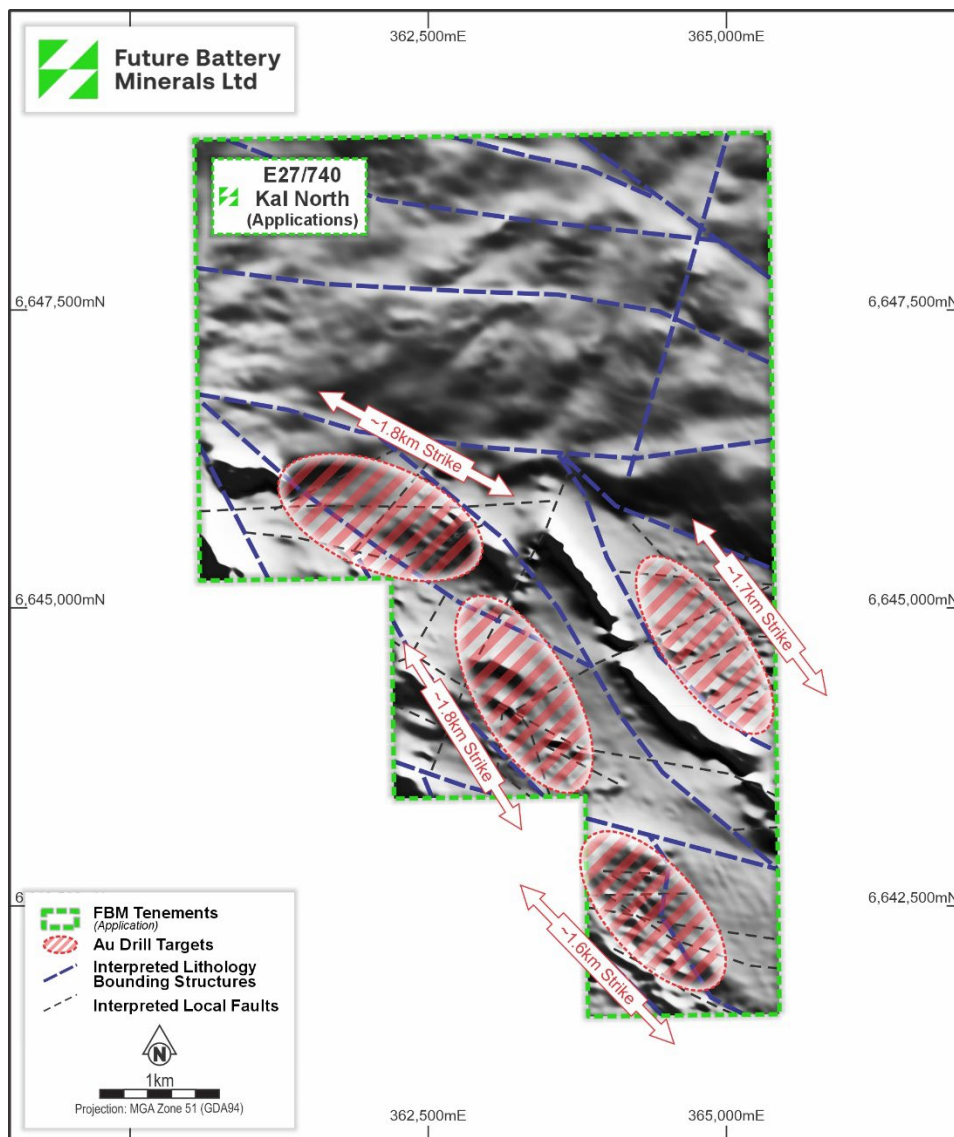 362,500mE
365,000mE
Future Battery
Minerals Ltd
E27/740
Kal North
(Applications)
6,647,500mN
6,647,500mN
~1.8km Strike
6,645,000mN
6,645,000mN
~1.7km Strike
~1.8km Strike
6,642,500mN
~1.6km Strike
FBM Tenements
(Application)
Au Drill Targets
Interpreted Lithology
Bounding Structures
Interpreted Local Faults
N
1km
Projection: MGA Zone 51 (GDA94)
362,500mE
365,000mE